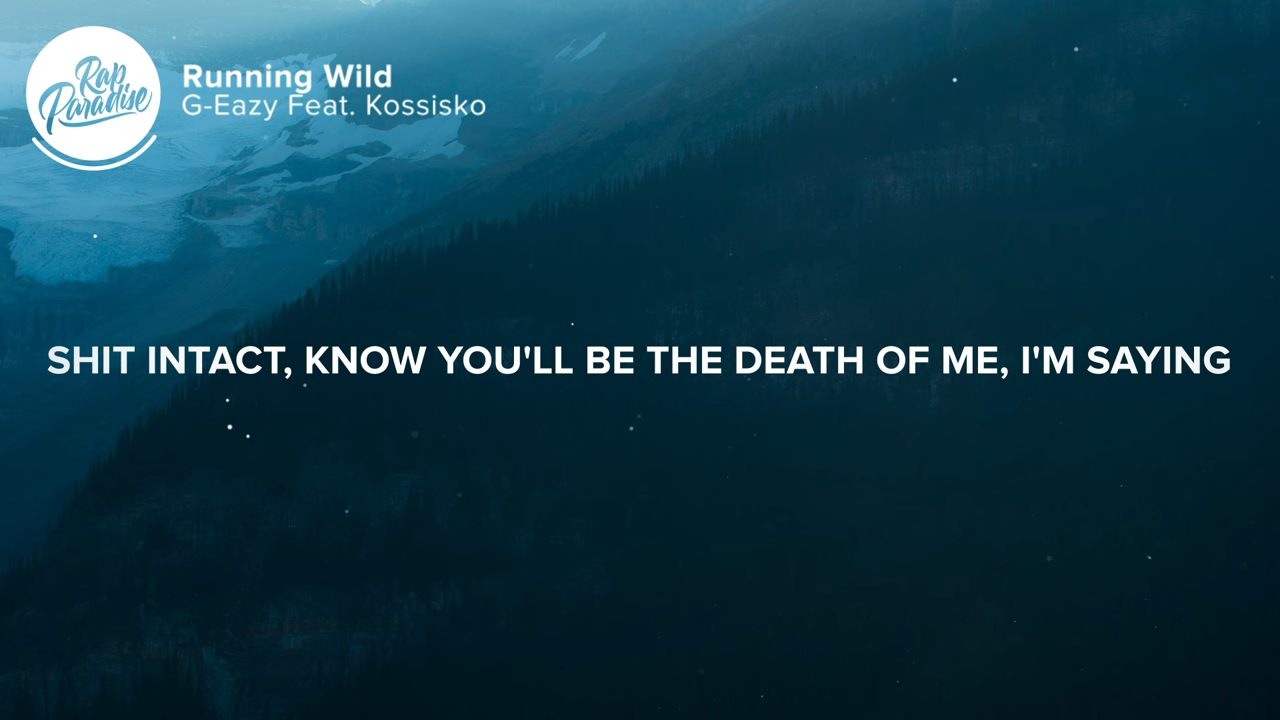 Rap
Paradise
Running Wild
G-Eazy Feat. Kossisko
SHIT INTACT, KNOW YOU'LL BE THE DEATH OF ME, I'M SAYING